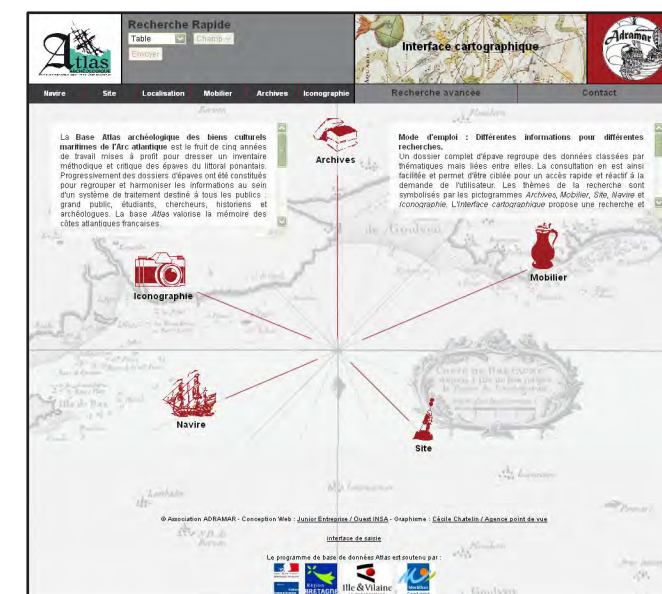 Atlas
ARCHÉOLOGIQUE
Recherche Rapide
Table
Champ
Envoyer
Interface cartographique
Adramar
Navire
Site
Localisation
Mobilier
Archives
Iconographie
Recherche avancée
Contact
La Base Atlas archéologique des biens culturels
maritimes de l'Arc atlantique est le fruit de cinq années
de travail mises à profit pour dresser un inventaire
méthodique et critique des épaves du littoral ponantais.
Progressivement des dossiers d'épaves ont été constitués
pour regrouper et harmoniser les informations au sein
d'un système de traitement destiné à tous les publics :
grand public, étudiants, chercheurs, historiens et
archéologues. La base Atlas valorise la mémoire des
côtes atlantiques françaises.
Archives
Mode d'emploi : Différentes informations pour différentes
recherches.
Un dossier complet d'épave regroupe des données classées par
thématiques mais liées entre elles. La consultation en est ainsi
facilitée et permet d'être ciblée pour un accès rapide et réactif à la
demande de l'utilisateur. Les thèmes de la recherche sont
symbolisés par les pictogrammes Archives, Mobilier, Site, Navire et
Iconographie. L'Interface cartographique propose une recherche et
Iconographie
Mobilier
Navire
Site
© Association ADRAMAR - Conception Web : Junior Entreprise / Ouest INSA - Graphisme : Cécile Chatelin / Agence point de vue
interface de saisie
Le programme de base de données Atlas est soutenu par :
Région
BRETAGNE
Ille & Vilaine
Morbihan